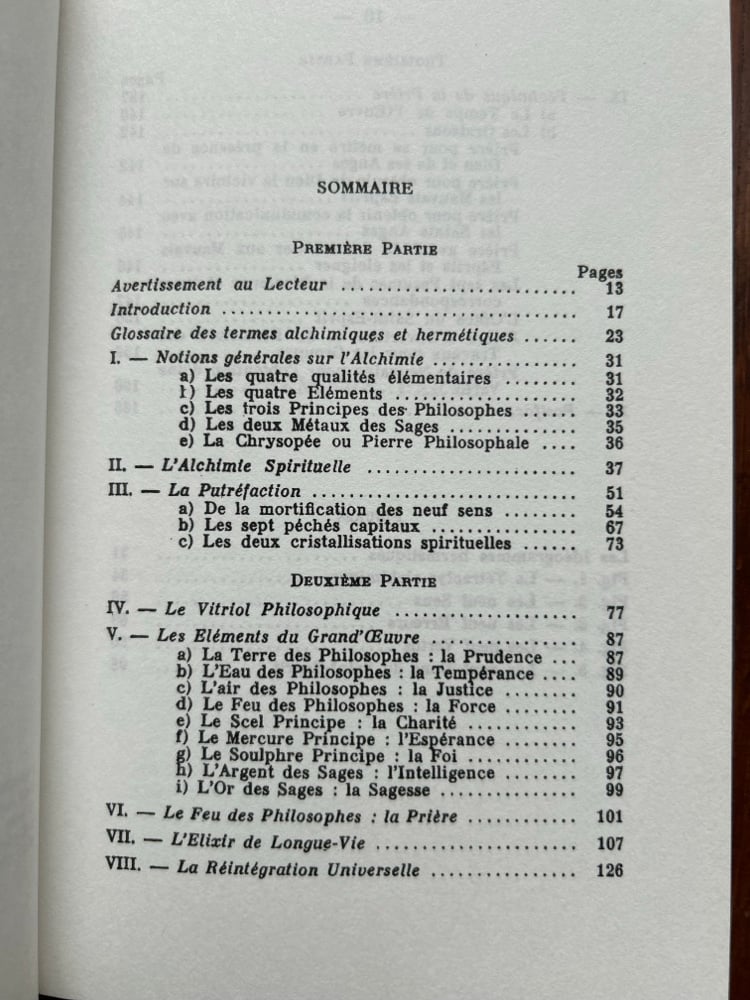 SOMMAIRE
PREMIÈRE PARTIE
Pages
Avertissement au Lecteur .......................... 13
Introduction ..................................... 17
Glossaire des termes alchimiques et hermétiques ...... 23
I. — Notions générales sur l'Alchimie ................ 31
a) Les quatre qualités élémentaires ........ 31
b) Les quatre Eléments .................... 32
c) Les trois Principes des Philosophes ...... 33
d) Les deux Métaux des Sages .............. 35
e) La Chrysopée ou Pierre Philosophale .... 36
II. — L'Alchimie Spirituelle ....................... 37
III. — La Putréfaction ............................. 51
a) De la mortification des neuf sens ........ 54
b) Les sept péchés capitaux ................ 67
c) Les deux cristallisations spirituelles ...... 73
DEUXIÈME PARTIE
IV. — Le Vitriol Philosophique .................... 77
V. — Les Eléments du Grand'Œuvre ................ 87
a) La Terre des Philosophes : la Prudence ... 87
b) L'Eau des Philosophes : la Tempérance .... 89
c) L'air des Philosophes : la Justice ........ 90
d) Le Feu des Philosophes : la Force ........ 91
e) Le Scel Principe : la Charité ............ 93
f) Le Mercure Principe : l'Espérance ........ 95
g) Le Soulphre Principe : la Foi ............ 96
h) L'Argent des Sages : l'Intelligence ........ 97
i) L'Or des Sages : la Sagesse .............. 99
VI. — Le Feu des Philosophes : la Prière ............ 101
VII. — L'Elixir de Longue-Vie ...................... 107
VIII. — La Réintégration Universelle ................ 126